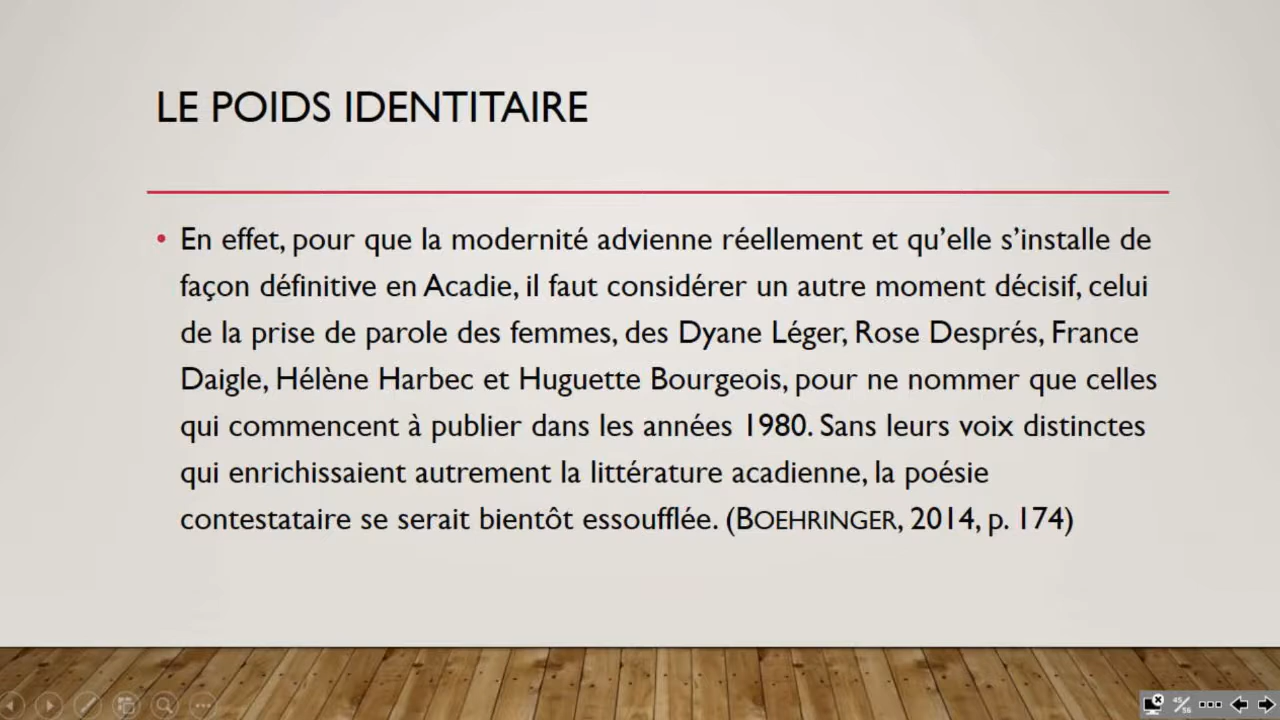 LE POIDS IDENTITAIRE
• En effet, pour que la modernité advienne réellement et qu’elle s’installe de
façon définitive en Acadie, il faut considérer un autre moment décisif, celui
de la prise de parole des femmes, des Dyane Léger, Rose Després, France
Daigle, Hélène Harbec et Huguette Bourgeois, pour ne nommer que celles
qui commencent à publier dans les années 1980. Sans leurs voix distinctes
qui enrichissaient autrement la littérature acadienne, la poésie
contestataire se serait bientôt essoufflée. (BOEHRINGER, 2014, p. 174)
45/56